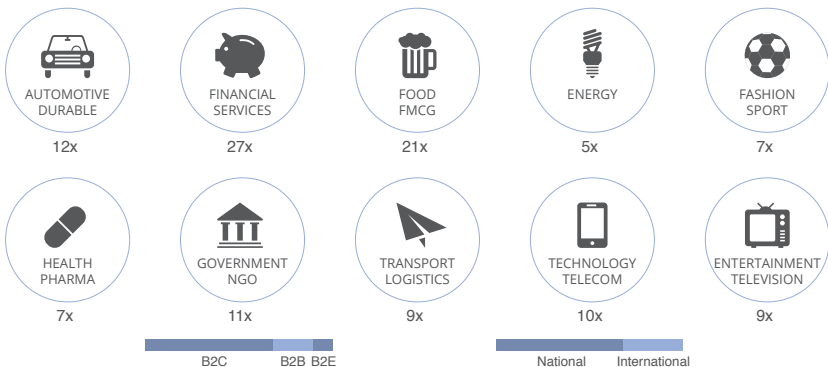 AUTOMOTIVE
DURABLE
12x
FINANCIAL
SERVICES
27x
FOOD
FMCG
21x
ENERGY
5x
FASHION
SPORT
7x
HEALTH
PHARMA
7x
GOVERNMENT
NGO
11x
TRANSPORT
LOGISTICS
9x
TECHNOLOGY
TELECOM
10x
ENTERTAINMENT
TELEVISION
9x
B2C B2B B2E
National International